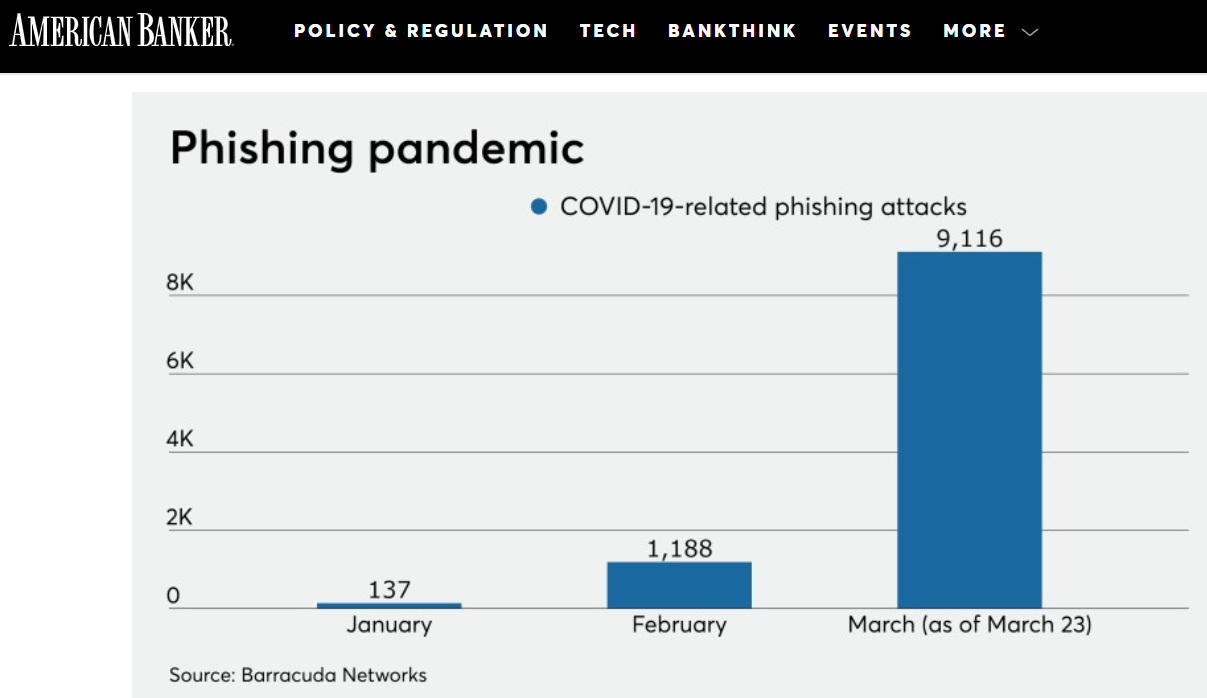 AMERICAN BANKER. POLICY & REGULATION TECH BANKTHINK EVENTS MORE
Phishing pandemic
COVID-19-related phishing attacks
9,116
8K
6K
4K
2K
1,188
137
0
January February March (as of March 23)
Source: Barracuda Networks